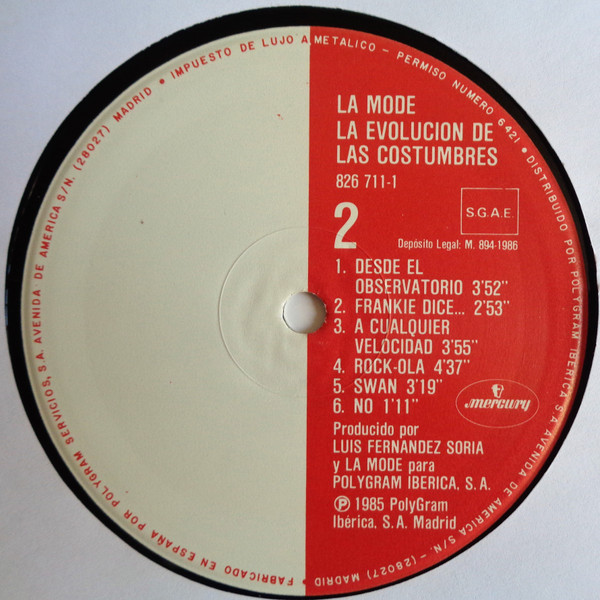 LA MODE
LA EVOLUCION DE
LAS COSTUMBRES
826 711-1
2
S.G.A.E.
Depósito Legal: M. 894-1986
1. DESDE EL
OBSERVATORIO 3'52"
2. FRANKIE DICE... 2'53"
3. A CUALQUIER
VELOCIDAD 3'55"
4. ROCK-OLA 4'37"
5. SWAN 3'19"
6. NO 1'11"
mercury
Producido por
LUIS FERNANDEZ SORIA
y LA MODE para
POLYGRAM IBERICA, S.A.
Ⓟ 1985 PolyGram
Ibérica, S.A. Madrid
• IMPUESTO DE LUJO A METALICO – PERMISO NUMERO 6421 • DISTRIBUIDO POR POLYGRAM IBERICA S.A. AVENIDA DE AMERICA S/N. – (28027) MADRID
• FABRICADO EN ESPAÑA POR POLYGRAM SERVICIOS, S.A. AVENIDA DE AMERICA S/N. (28027) MADRID